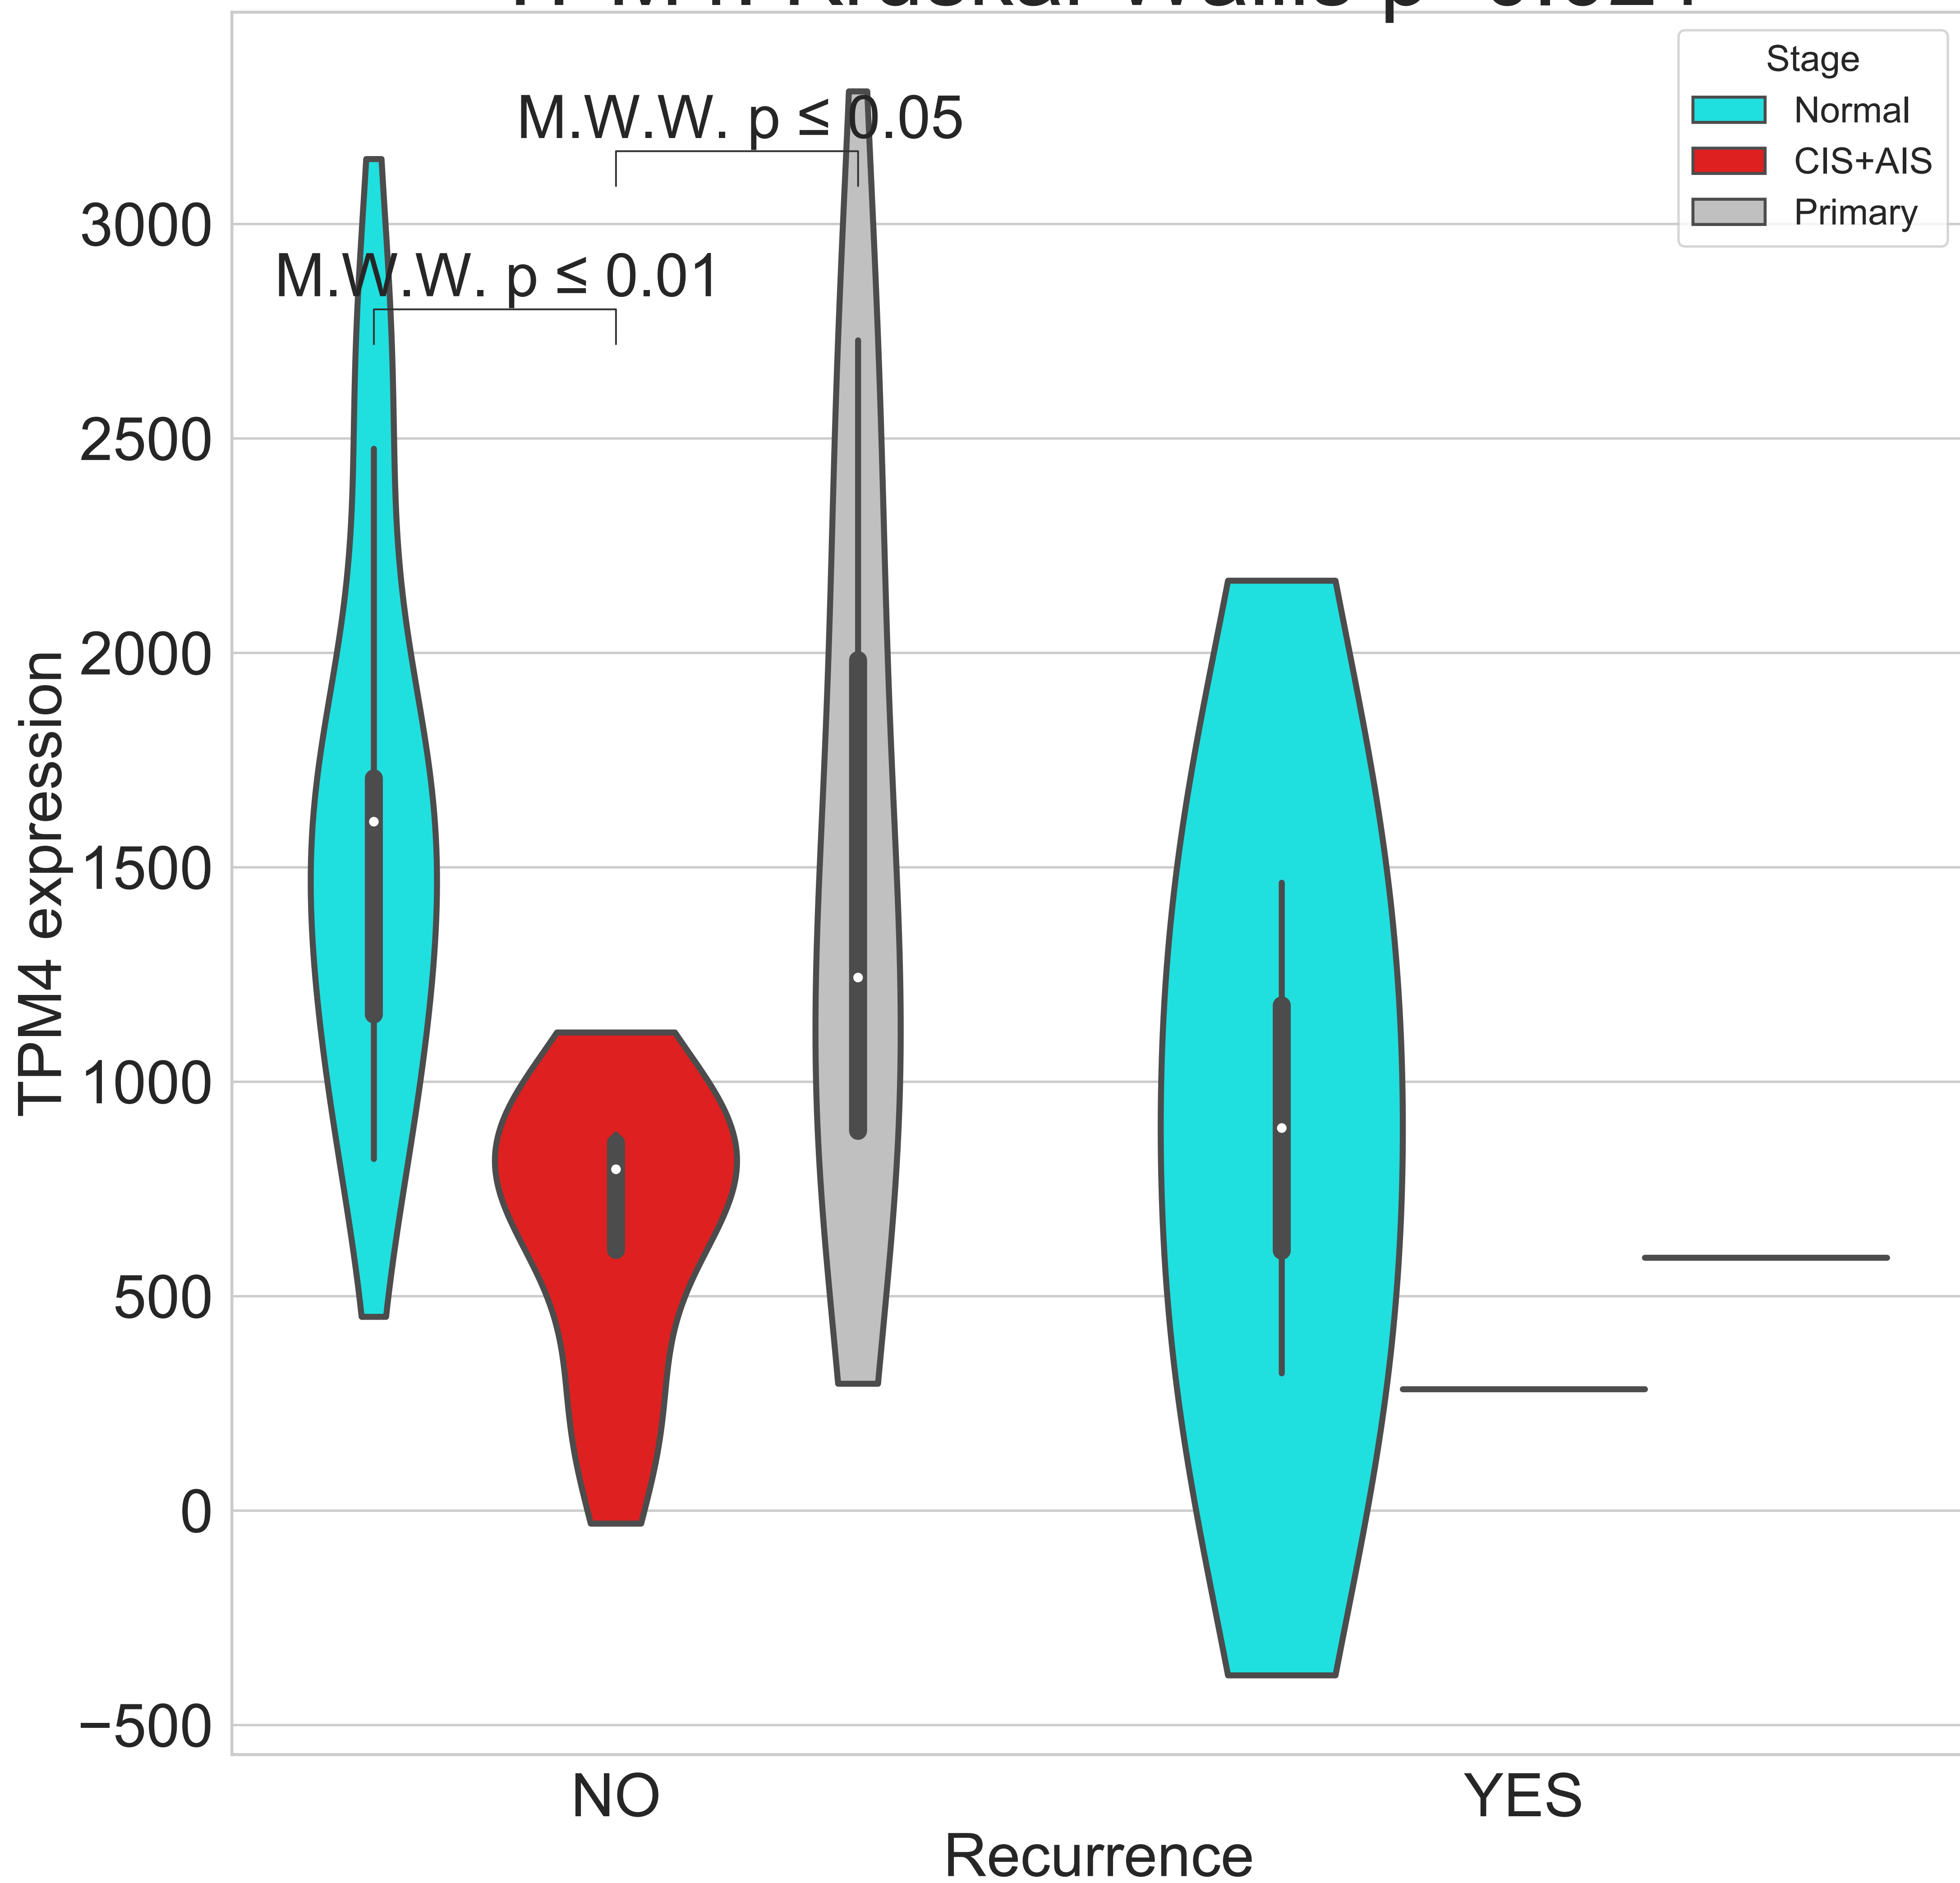 Stage
Normal
CIS+AIS
Primary
M.W.W. p ≤ 0.05
M.W.W. p ≤ 0.01
3000
2500
2000
1500
1000
500
0
−500
TPM4 expression
NO
YES
Recurrence